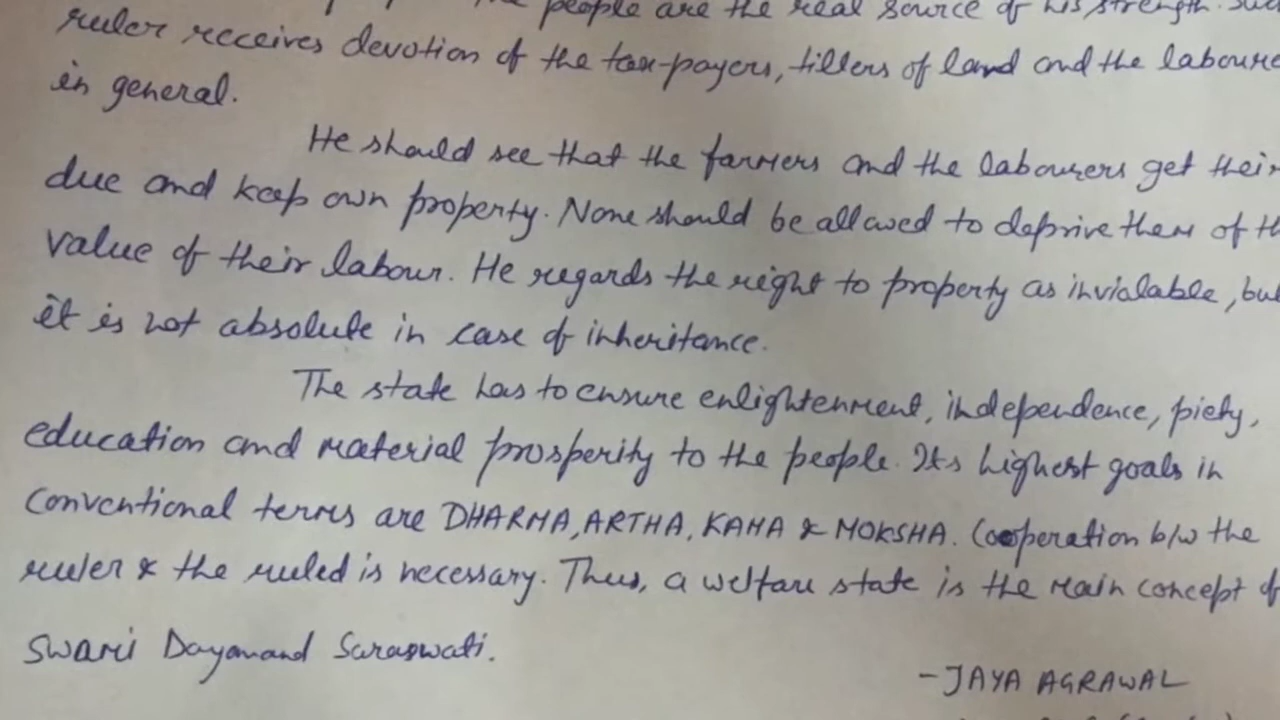 people are the real source of his strength. Such
ruler receives devotion of the tax-payers, tillers of land and the laboure
in general.
He should see that the farmers and the labourers get their
due and keep own property. None should be allowed to deprive them of th
value of their labour. He regards the right to property as invialable, but
it is not absolute in case of inheritance.
The state has to ensure enlightenment, independence, piety,
education and material prosperity to the people. Its highest goals in
conventional terms are DHARMA, ARTHA, KAMA & MOKSHA. Cooperation b/w the
ruler & the ruled is necessary. Thus, a welfare state is the main concept of
Swami Dayanand Saraswati.
-JAYA AGRAWAL